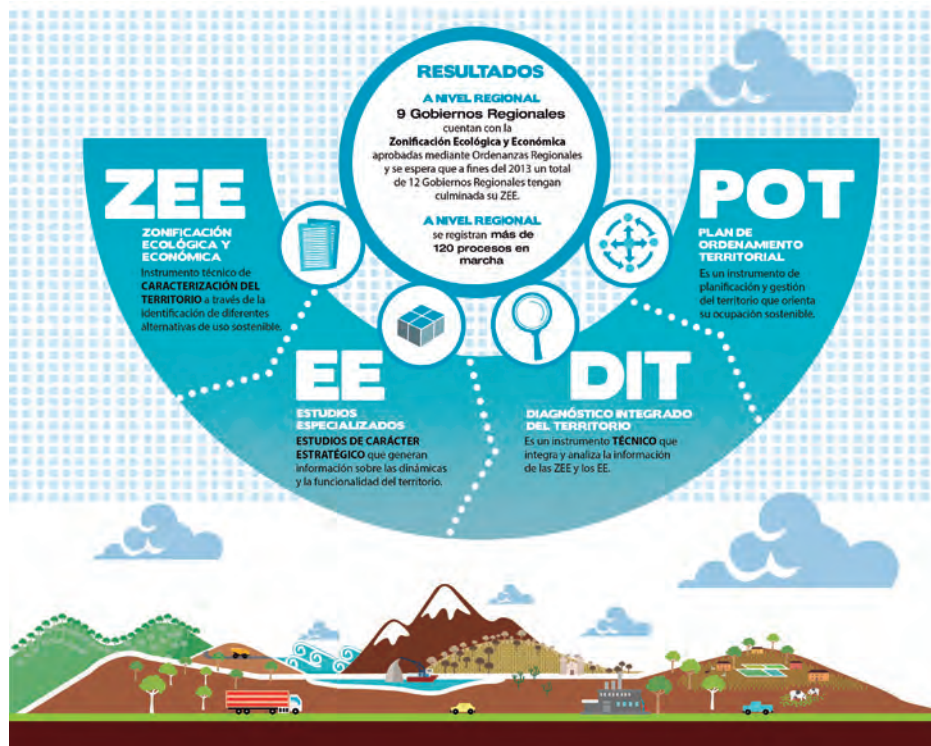 RESULTADOS
A NIVEL REGIONAL
9 Gobiernos Regionales
cuentan con la
Zonificación Ecológica y Económica
aprobadas mediante Ordenanzas Regionales
y se espera que a fines del 2013 un total
de 12 Gobiernos Regionales tengan
culminada su ZEE.
A NIVEL REGIONAL
se registran más de
120 procesos en
marcha
ZEE
ZONIFICACIÓN
ECOLÓGICA Y
ECONÓMICA
Instrumento técnico de
CARACTERIZACIÓN DEL
TERRITORIO a través de la
identificación de diferentes
alternativas de uso sostenible.
EE
ESTUDIOS
ESPECIALIZADOS
ESTUDIOS DE CARÁCTER
ESTRATÉGICO que generan
información sobre las dinámicas
y la funcionalidad del territorio.
DIT
DIAGNÓSTICO INTEGRADO
DEL TERRITORIO
Es un instrumento TÉCNICO que
integra y analiza la información
de las ZEE y los EE.
POT
PLAN DE
ORDENAMIENTO
TERRITORIAL
Es un instrumento de
planificación y gestión
del territorio que orienta
su ocupación sostenible.